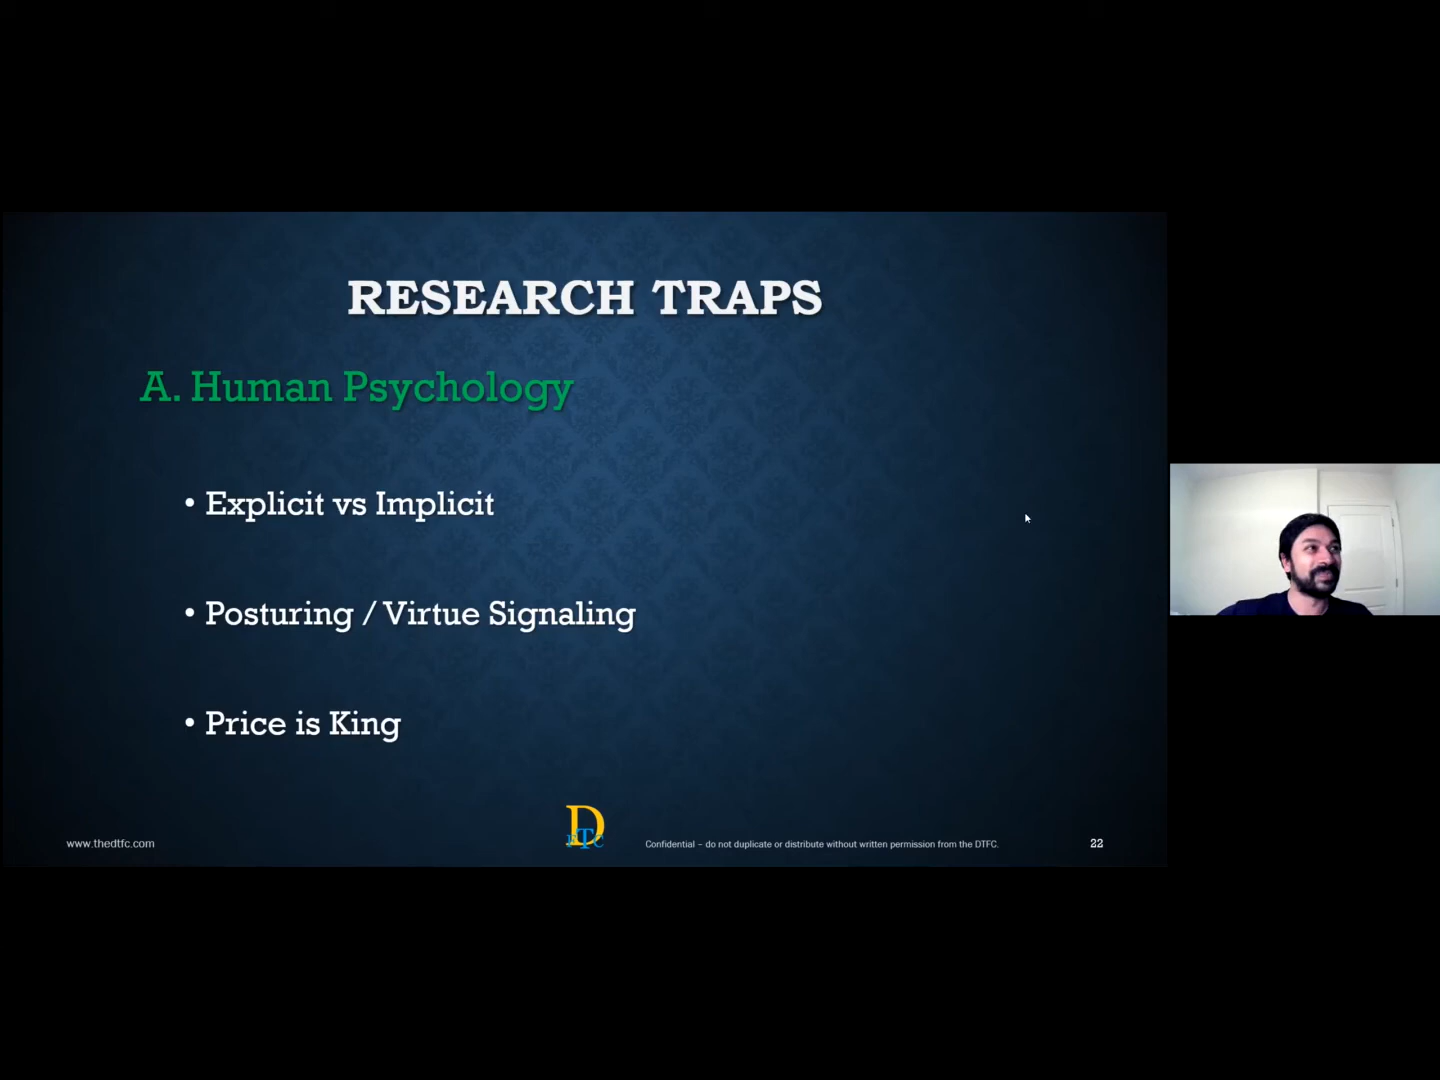 RESEARCH TRAPS
A. Human Psychology
• Explicit vs Implicit
• Posturing / Virtue Signaling
• Price is King
www.thedtfc.com
DFTC
Confidential – do not duplicate or distribute without written permission from the DTFC.
22